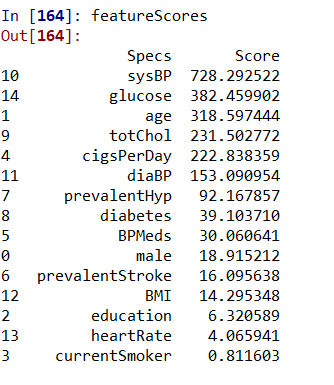 In [164]: featureScores
Out[164]:
Specs Score
10 sysBP 728.292522
14 glucose 382.459902
1 age 318.597444
9 totChol 231.502772
4 cigsPerDay 222.838359
11 diaBP 153.090954
7 prevalentHyp 92.167857
8 diabetes 39.103710
5 BPMeds 30.060641
0 male 18.915212
6 prevalentStroke 16.095638
12 BMI 14.295348
2 education 6.320589
13 heartRate 4.065941
3 currentSmoker 0.811603